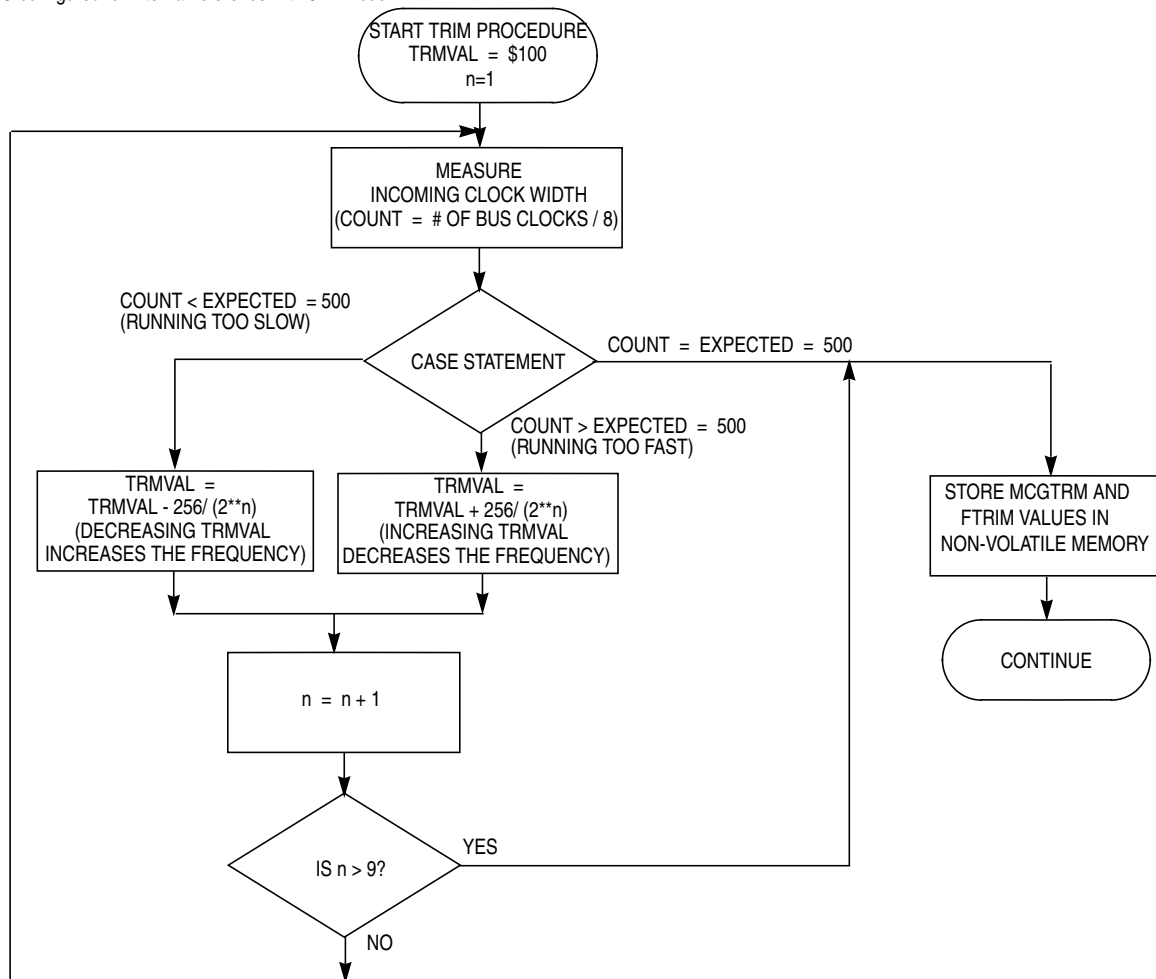 START TRIM PROCEDURE
TRMVAL = $100
n=1
MEASURE
INCOMING CLOCK WIDTH
(COUNT = # OF BUS CLOCKS / 8)
COUNT < EXPECTED = 500
(RUNNING TOO SLOW)
CASE STATEMENT
COUNT = EXPECTED = 500
COUNT > EXPECTED = 500
(RUNNING TOO FAST)
TRMVAL =
TRMVAL - 256/ (2**n)
(DECREASING TRMVAL
INCREASES THE FREQUENCY)
TRMVAL =
TRMVAL + 256/ (2**n)
(INCREASING TRMVAL
DECREASES THE FREQUENCY)
STORE MCGTRM AND
FTRIM VALUES IN
NON-VOLATILE MEMORY
CONTINUE
n = n + 1
IS n > 9?
YES
NO